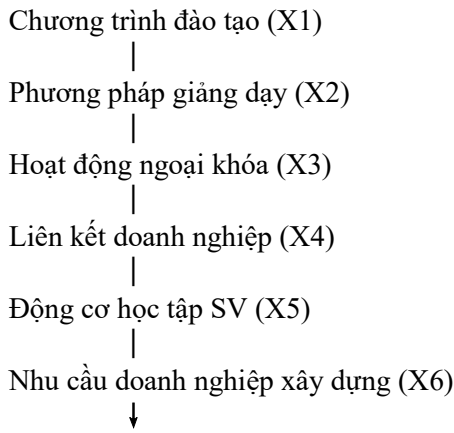 Chương trình đào tạo (X1)
Phương pháp giảng dạy (X2)
Hoạt động ngoại khóa (X3)
Liên kết doanh nghiệp (X4)
Động cơ học tập SV (X5)
Nhu cầu doanh nghiệp xây dựng (X6)